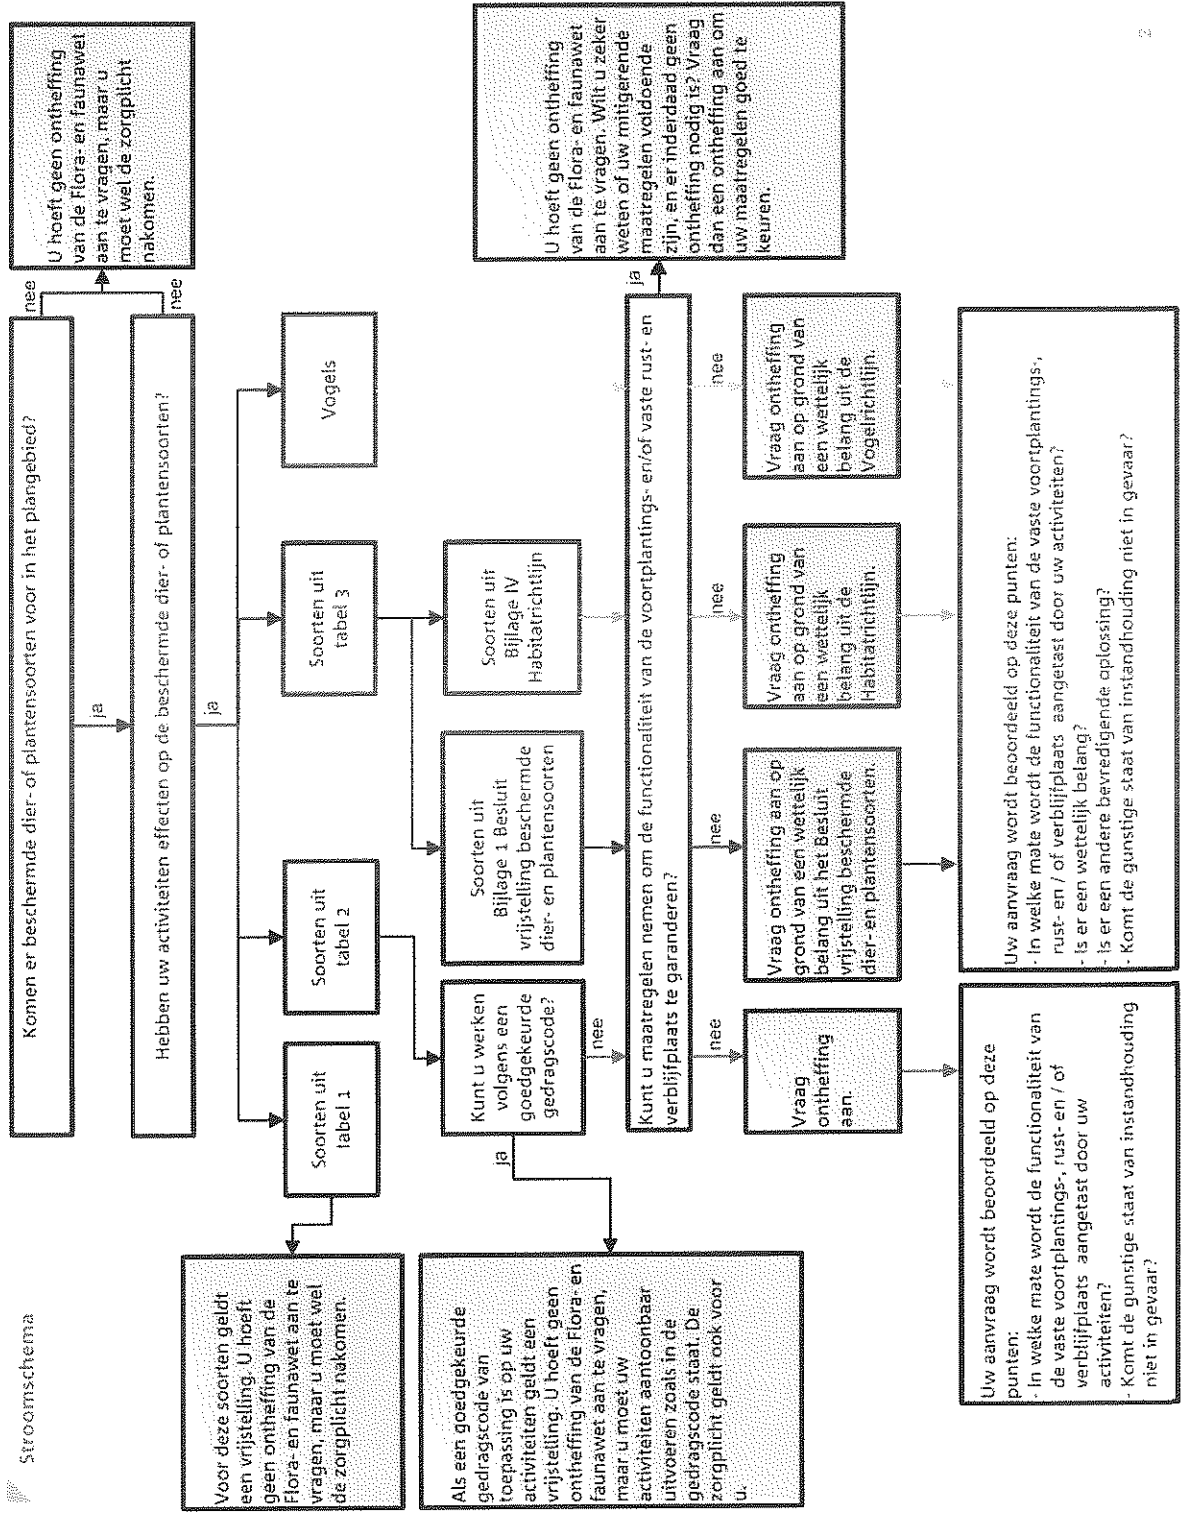 Stroomschema
Komen er beschermde dier- of plantensoorten voor in het plangebied?
nee
ja
U hoeft geen ontheffing
van de Flora- en faunawet
aan te vragen, maar u
moet wel de zorgplicht
nakomen.
Hebben uw activiteiten effecten op de beschermde dier- of plantensoorten?
nee
ja
Soorten uit
tabel 1
Soorten uit
tabel 2
Soorten uit
tabel 3
Vogels
Voor deze soorten geldt
een vrijstelling. U hoeft
geen ontheffing van de
Flora- en faunawet aan te
vragen, maar u moet wel
de zorgplicht nakomen.
Kunt u werken
volgens een
goedgekeurde
gedragscode?
ja
nee
Soorten uit
Bijlage 1 Besluit
vrijstelling beschermde
dier- en plantensoorten
Soorten uit
Bijlage IV
Habitatrichtlijn
Als een goedgekeurde
gedragscode van
toepassing is op uw
activiteiten geldt een
vrijstelling. U hoeft geen
ontheffing van de Flora- en
faunawet aan te vragen,
maar u moet uw
activiteiten aantoonbaar
uitvoeren zoals in de
gedragscode staat. De
zorgplicht geldt ook voor
u.
Kunt u maatregelen nemen om de functionaliteit van de voortplantings- en/of vaste rust- en
verblijfplaats te garanderen?
ja
U hoeft geen ontheffing
van de Flora- en faunawet
aan te vragen. Wilt u zeker
weten of uw mitigerende
maatregelen voldoende
zijn, en er inderdaad geen
ontheffing nodig is? Vraag
dan een ontheffing aan om
uw maatregelen goed te
keuren.
nee
nee
nee
nee
Vraag
ontheffing
aan.
Vraag ontheffing aan op
grond van een wettelijk
belang uit het Besluit
vrijstelling beschermde
dier- en plantensoorten.
Vraag ontheffing
aan op grond van
een wettelijk
belang uit de
Habitatrichtlijn.
Vraag ontheffing
aan op grond van
een wettelijk
belang uit de
Vogelrichtlijn.
Uw aanvraag wordt beoordeeld op deze
punten:
- In welke mate wordt de functionaliteit van
de vaste voortplantings-, rust- en / of
verblijfplaats aangetast door uw
activiteiten?
- Komt de gunstige staat van instandhouding
niet in gevaar?
Uw aanvraag wordt beoordeeld op deze punten:
- In welke mate wordt de functionaliteit van de vaste voortplantings-,
rust- en / of verblijfplaats aangetast door uw activiteiten?
- Is er een wettelijk belang?
- Is er een andere bevredigende oplossing?
- Komt de gunstige staat van instandhouding niet in gevaar?
2